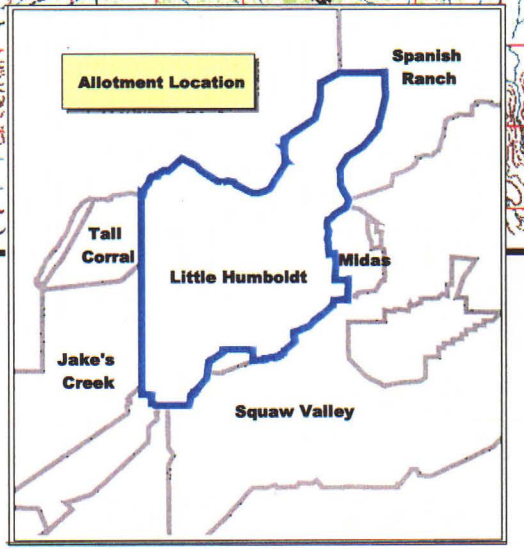 Allotment Location
Spanish
Ranch
Tall
Corral
Little Humboldt
Midas
Jake's
Creek
Squaw Valley